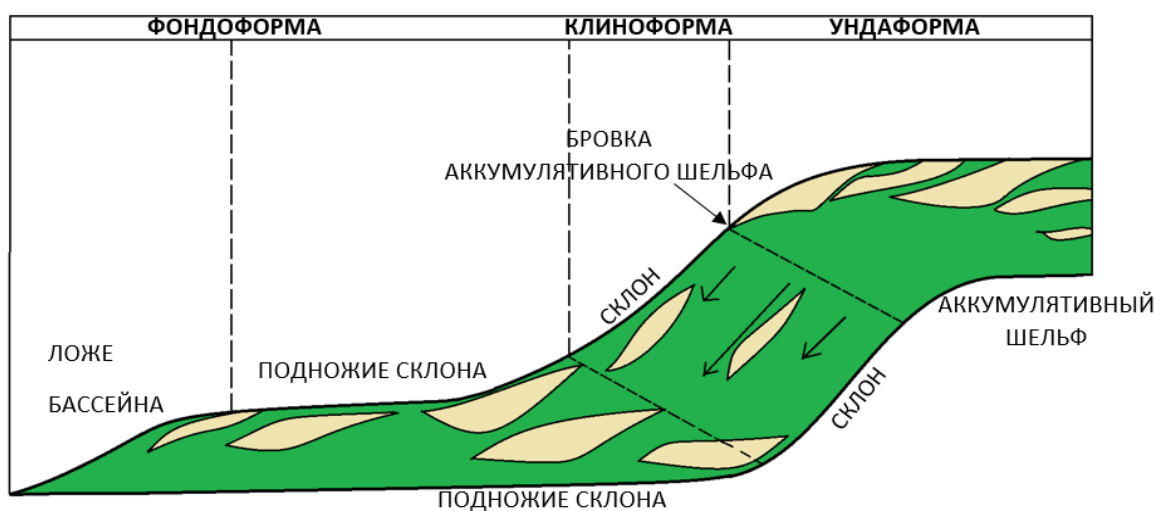 ФОНДОФОРМА
КЛИНОФОРМА
УНДАФОРМА
БРОВКА
АККУМУЛЯТИВНОГО ШЕЛЬФА
СКЛОН
АККУМУЛЯТИВНЫЙ
ШЕЛЬФ
ЛОЖЕ
БАССЕЙНА
ПОДНОЖИЕ СКЛОНА
СКЛОН
ПОДНОЖИЕ СКЛОНА